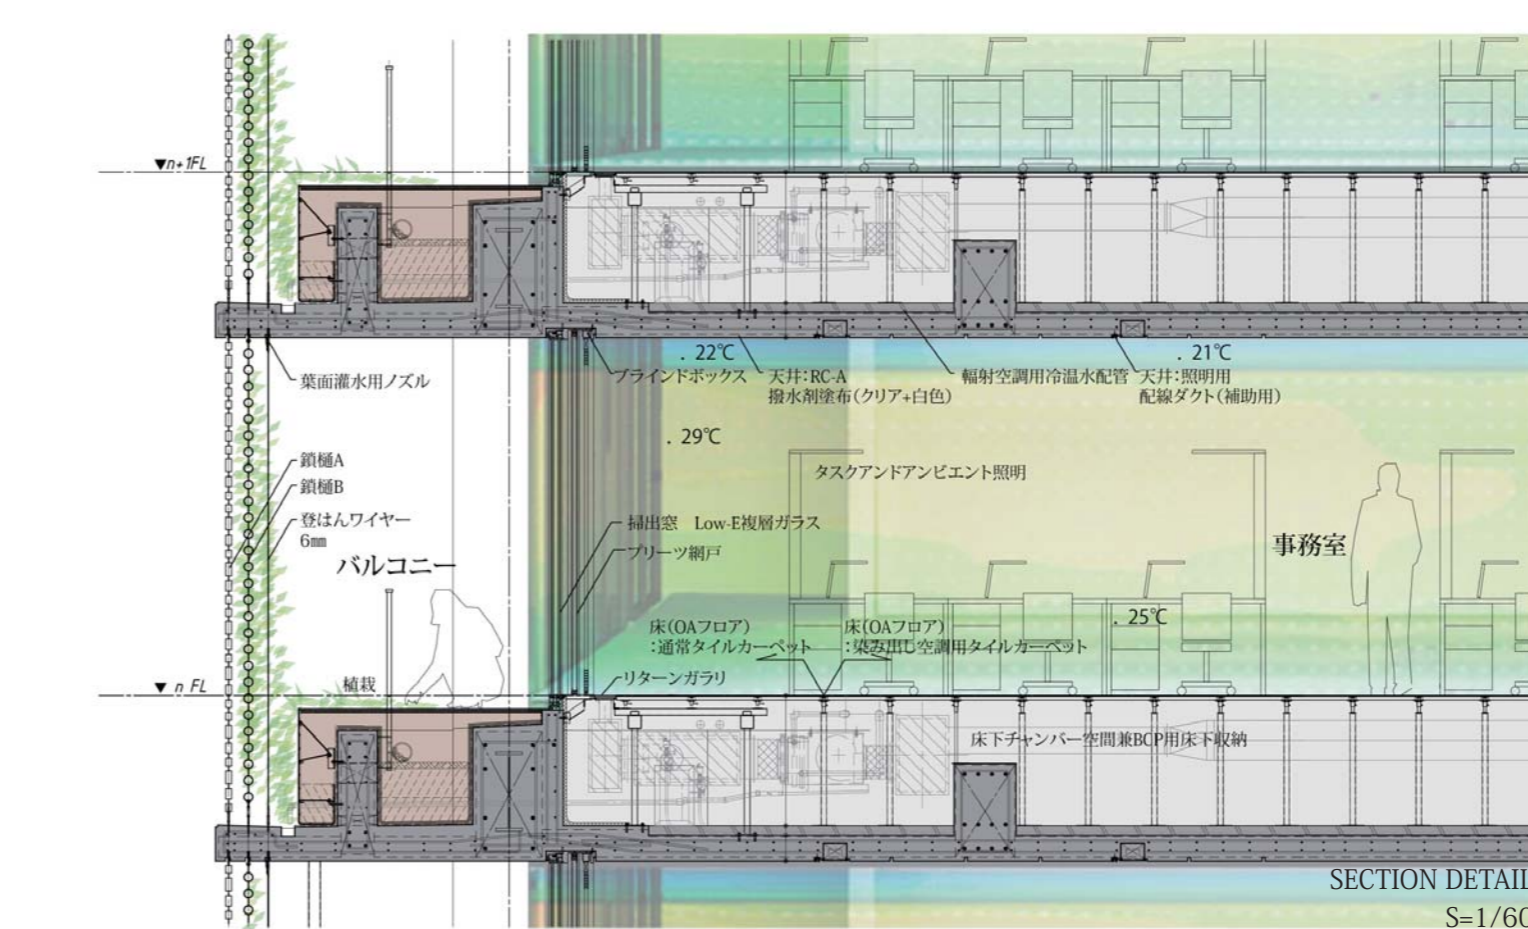 ▼n+1FL
. 22℃
. 21℃
ブラインドボックス
天井:RC-A
撥水剤塗布(クリア+白色)
輻射空調用冷温水配管
天井:照明用
配線ダクト(補助用)
葉面灌水用ノズル
. 29℃
鎖樋A
鎖樋B
登はんワイヤー
6㎜
バルコニー
タスクアンドアンビエント照明
掃出窓 Low-E複層ガラス
プリーツ網戸
事務室
. 25℃
床(OAフロア)
:通常タイルカーペット
床(OAフロア)
:染み出し空調用タイルカーペット
リターンガラリ
植栽
▼ n FL
床下チャンバー空間兼BCP用床下収納
SECTION DETAIL
S=1/60